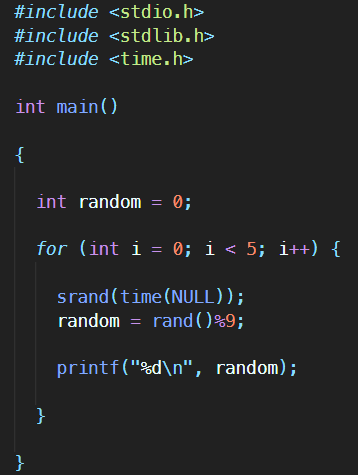 #include <stdio.h>
#include <stdlib.h>
#include <time.h>
int main()
{
int random = 0;
for (int i = 0; i < 5; i++) {
srand(time(NULL));
random = rand()%9;
printf("%d\n", random);
}
}